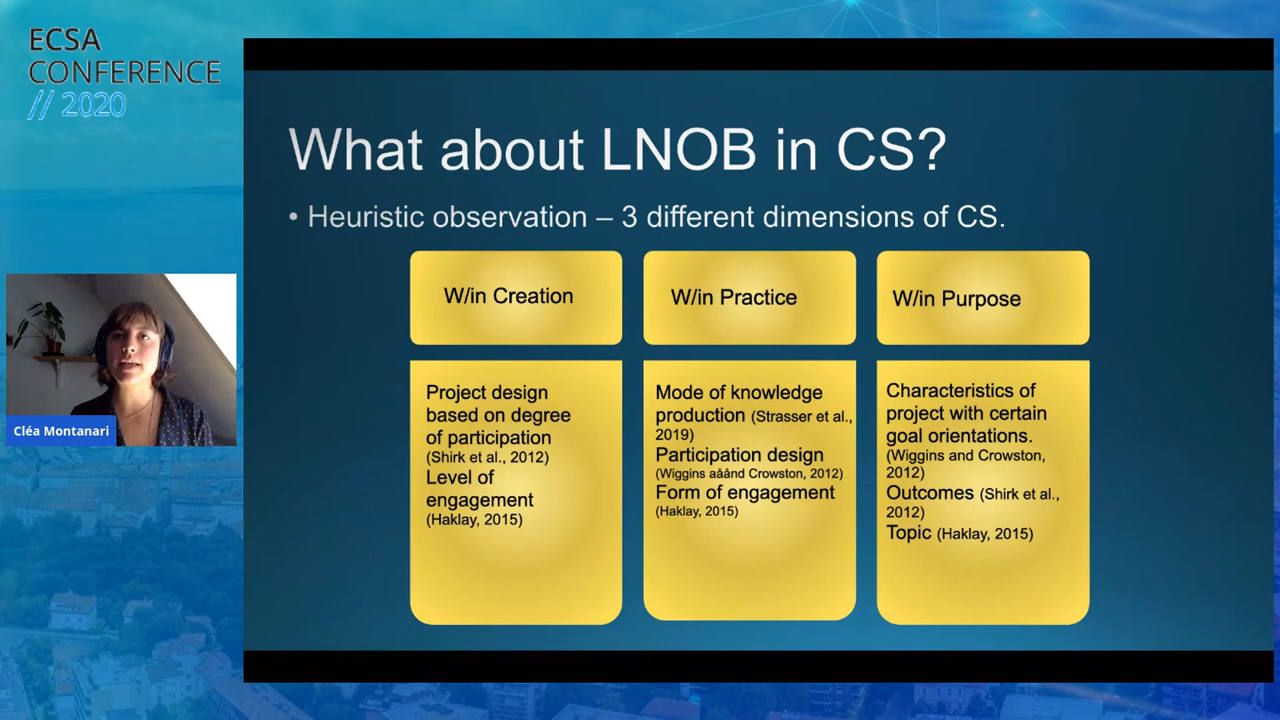 ECSA
CONFERENCE
// 2020
What about LNOB in CS?
• Heuristic observation – 3 different dimensions of CS.
W/in Creation
Project design
based on degree
of participation
(Shirk et al., 2012)
Level of
engagement
(Haklay, 2015)
W/in Practice
Mode of knowledge
production (Strasser et al.,
2019)
Participation design
(Wiggins aåånd Crowston, 2012)
Form of engagement
(Haklay, 2015)
W/in Purpose
Characteristics of
project with certain
goal orientations.
(Wiggins and Crowston,
2012)
Outcomes (Shirk et al.,
2012)
Topic (Haklay, 2015)
Cléa Montanari